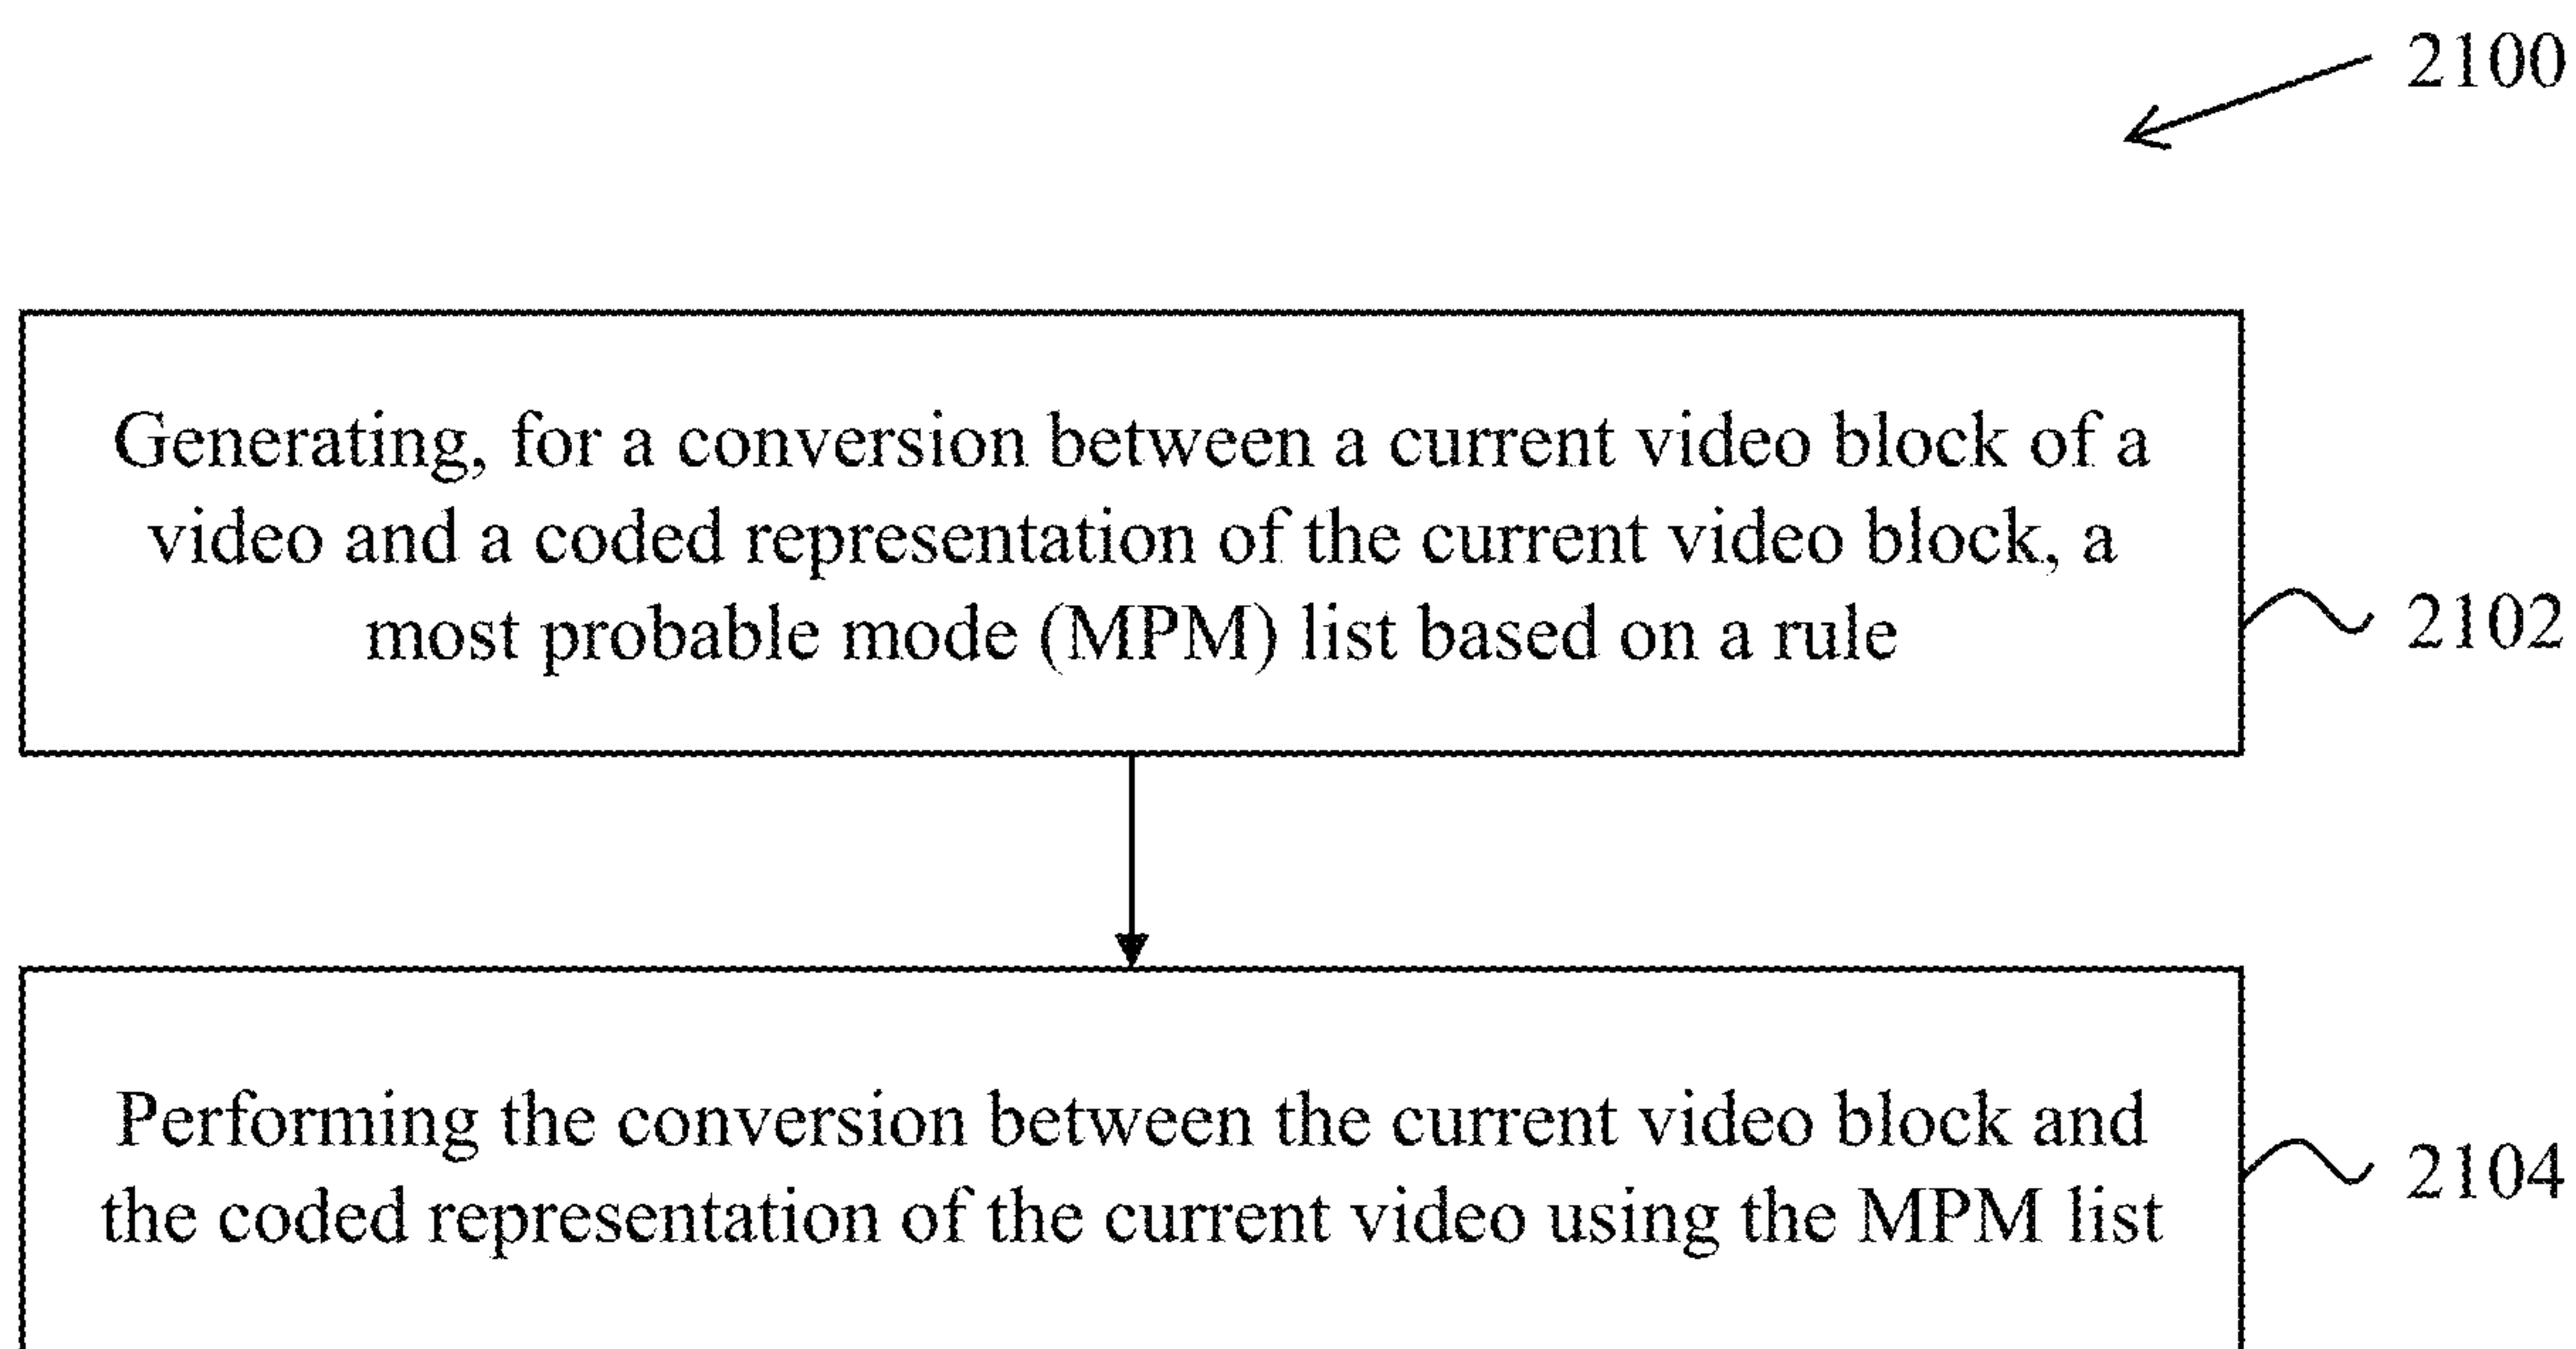 2100
Generating, for a conversion between a current video block of a
video and a coded representation of the current video block, a
most probable mode (MPM) list based on a rule
2102
Performing the conversion between the current video block and
the coded representation of the current video using the MPM list
2104